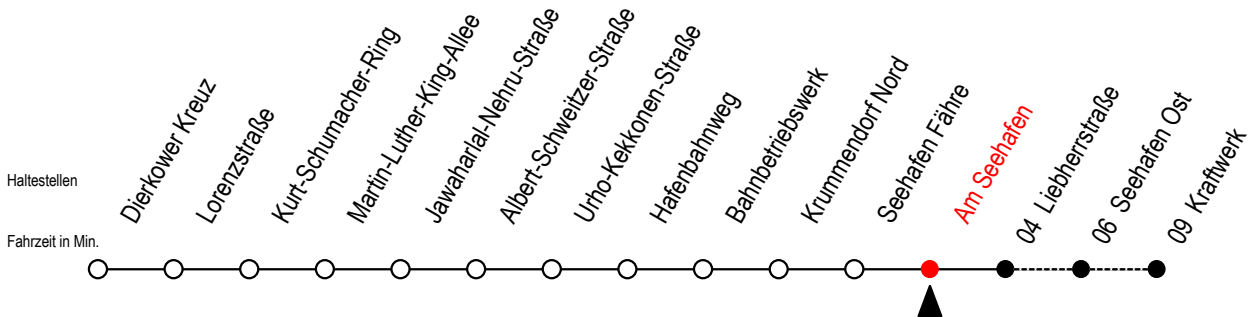 Haltestellen
Fahrzeit in Min.
Dierkower Kreuz
Lorenzstraße
Kurt-Schumacher-Ring
Martin-Luther-King-Allee
Jawaharlal-Nehru-Straße
Albert-Schweitzer-Straße
Urho-Kekkonen-Straße
Hafenbahnweg
Bahnbetriebswerk
Krummendorf Nord
Seehafen Fähre
Am Seehafen
04 Liebherrstraße
06 Seehafen Ost
09 Kraftwerk